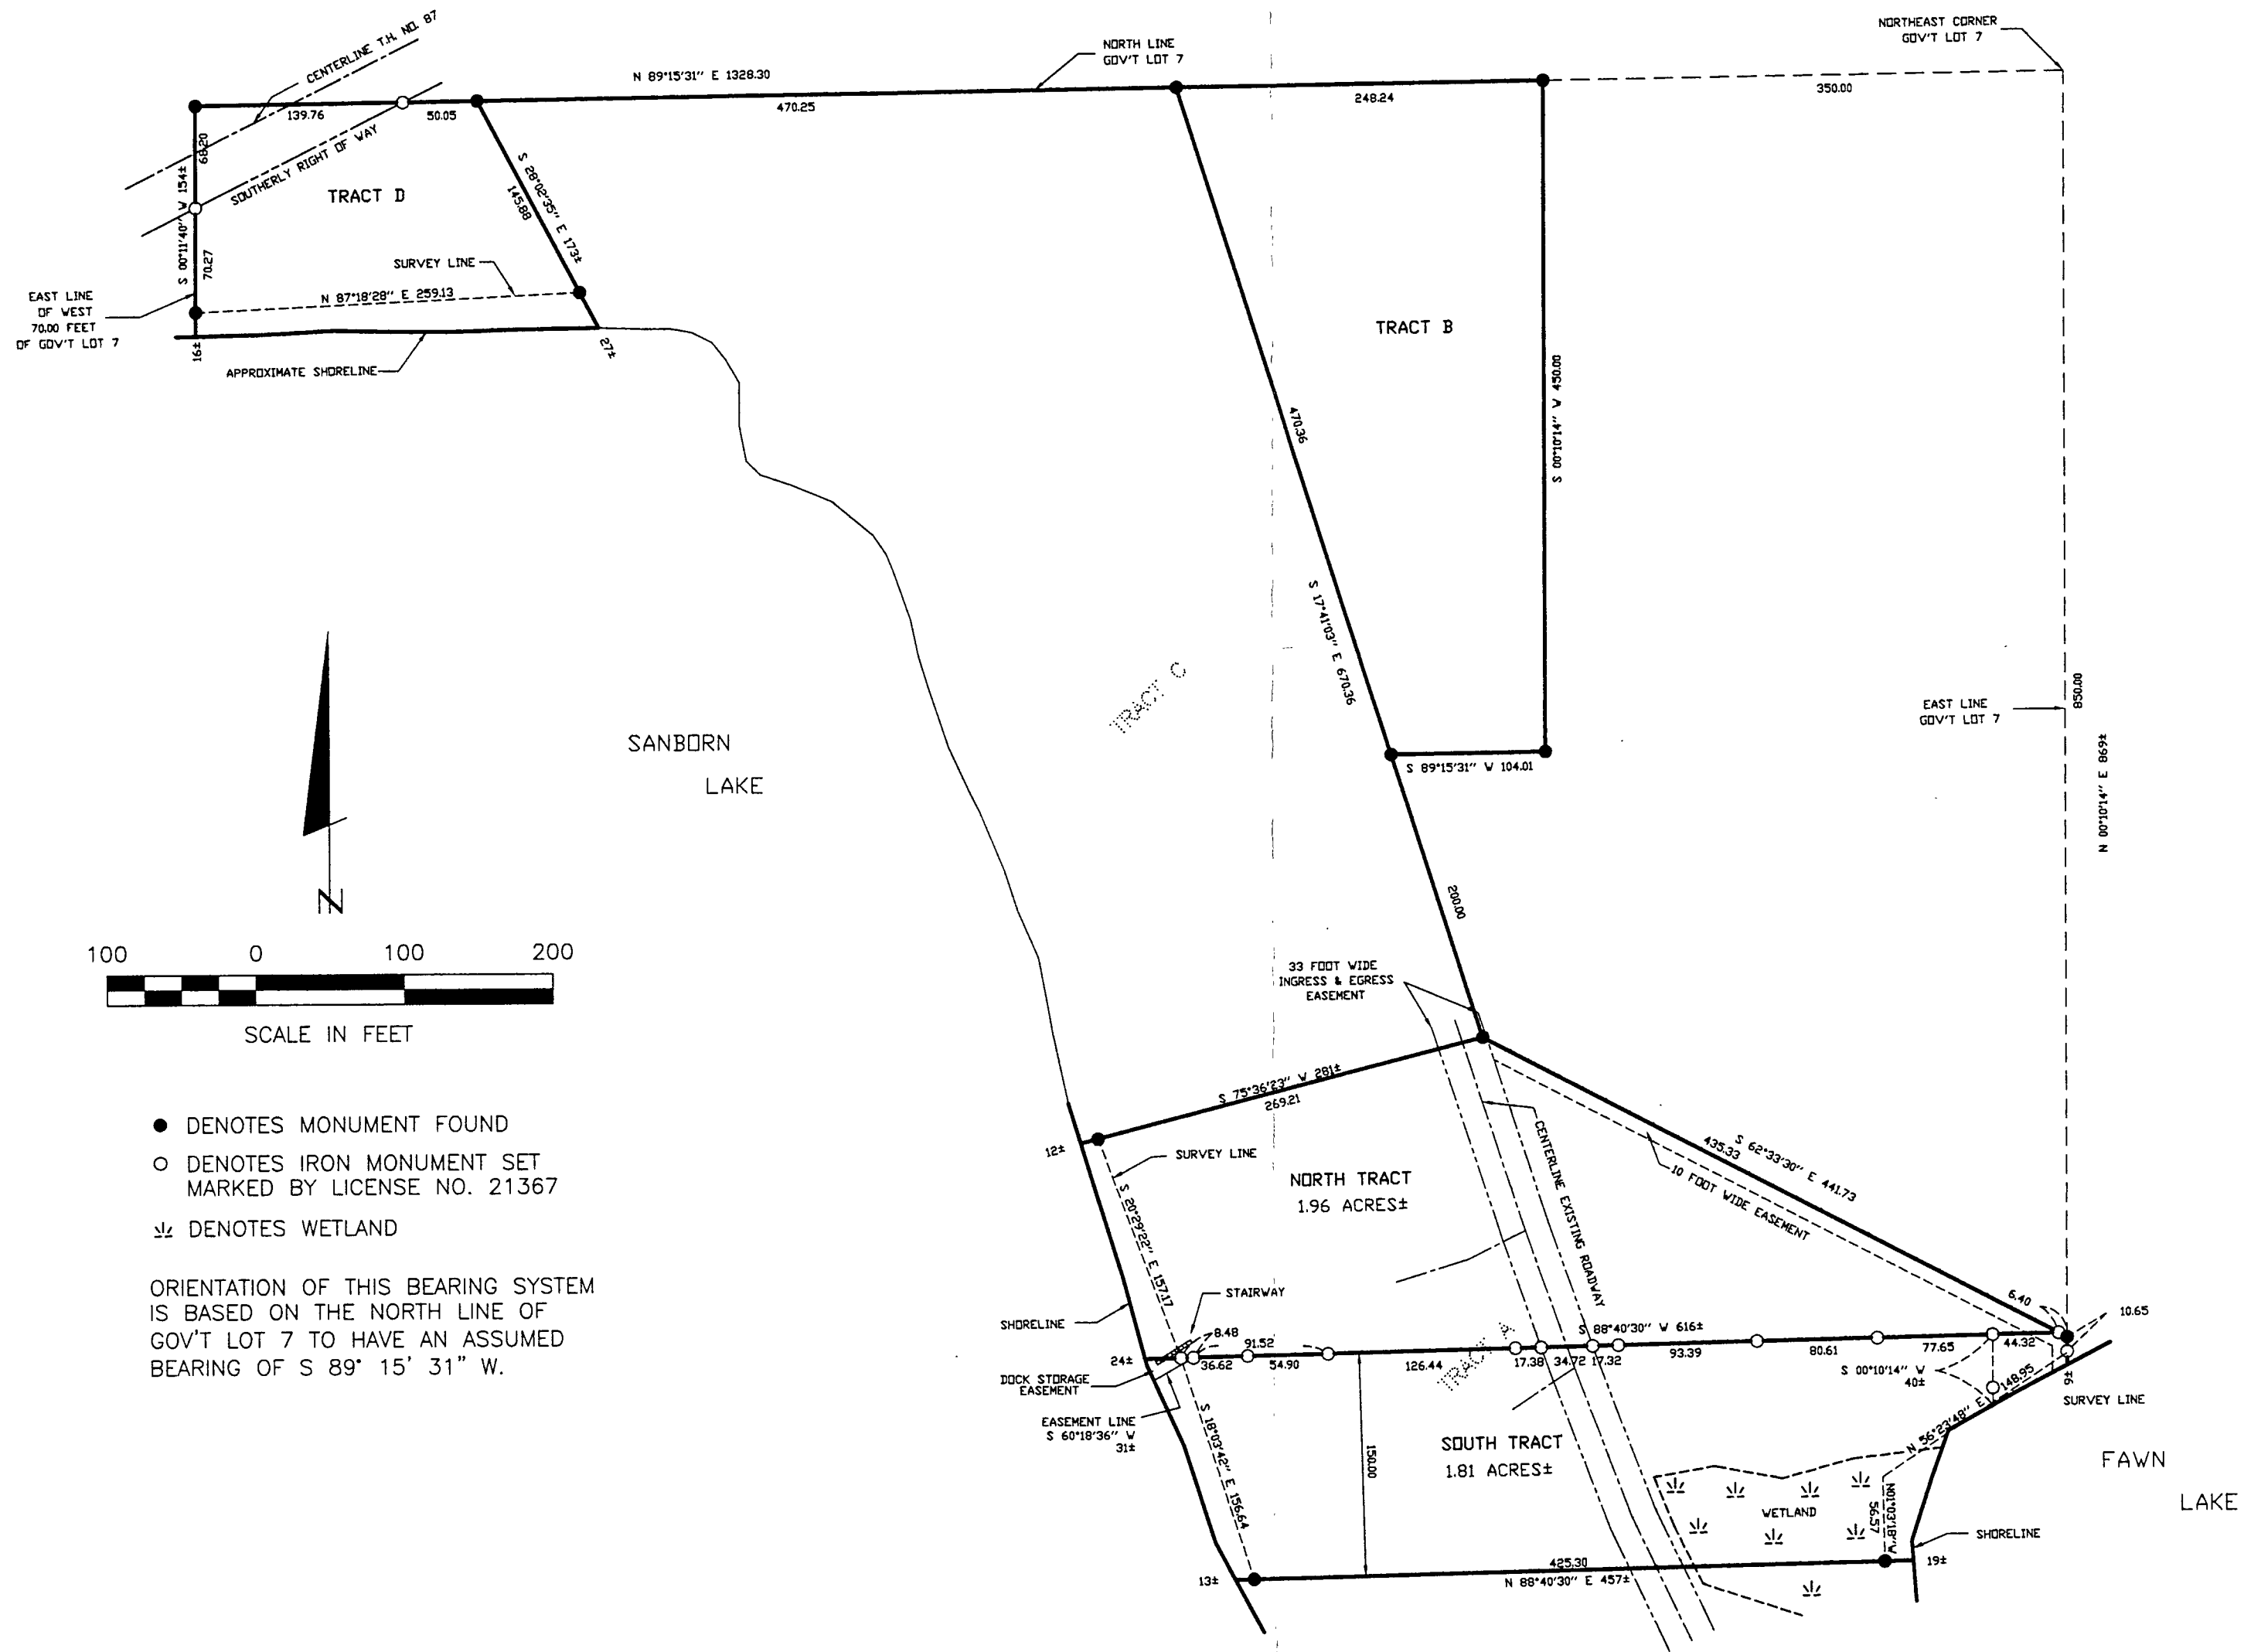 CENTERLINE T.H. NO. 87
NORTH LINE
GOV'T LOT 7
NORTHEAST CORNER
GOV'T LOT 7
N 89°15'31" E 1328.30
139.76
50.05
470.25
248.24
350.00
68.20
SOUTHERLY RIGHT OF WAY
S 00°11'40" W 154±
70.27
TRACT D
S 28°02'35" E 173±
145.88
SURVEY LINE
N 87°18'28" E 259.13
EAST LINE
OF WEST
70.00 FEET
OF GOV'T LOT 7
16±
27±
APPROXIMATE SHORELINE
TRACT B
470.36
S 00°10'14" W 450.00
S 17°41'03" E 670.36
S 89°15'31" W 104.01
TRACT C
EAST LINE
GOV'T LOT 7
850.00
N 00°10'14" E 869±
SANBORN
LAKE
N
100 0 100 200
SCALE IN FEET
200.00
33 FOOT WIDE
INGRESS & EGRESS
EASEMENT
S 75°36'23" W 281±
269.21
12±
SURVEY LINE
S 20°29'22" E 157.17
NORTH TRACT
1.96 ACRES±
CENTERLINE EXISTING ROADWAY
S 62°33'30" E 441.73
435.33
10 FOOT WIDE EASEMENT
6.40
10.65
DENOTES MONUMENT FOUND
DENOTES IRON MONUMENT SET
MARKED BY LICENSE NO. 21367
DENOTES WETLAND
ORIENTATION OF THIS BEARING SYSTEM
IS BASED ON THE NORTH LINE OF
GOV'T LOT 7 TO HAVE AN ASSUMED
BEARING OF S 89° 15' 31" W.
STAIRWAY
SHORELINE
8.48
24±
36.62
91.52
54.90
126.44
17.38
34.72
17.32
S 88°40'30" W 616±
93.39
80.61
77.65
44.32
DOCK STORAGE
EASEMENT
EASEMENT LINE
S 60°18'36" W
31±
TRACT A
S 00°10'14" W
40±
148.95
N 56°23'48" E
9±
SURVEY LINE
S 18°03'42" E 156.64
150.00
SOUTH TRACT
1.81 ACRES±
WETLAND
N01°03'18"W
56.57
FAWN
LAKE
SHORELINE
13±
425.30
N 88°40'30" E 457±
19±